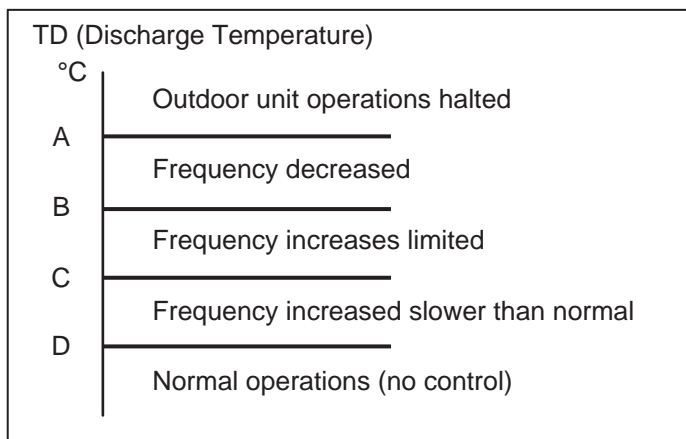 TD (Discharge Temperature)
°C
Outdoor unit operations halted
A
Frequency decreased
B
Frequency increases limited
C
Frequency increased slower than normal
D
Normal operations (no control)